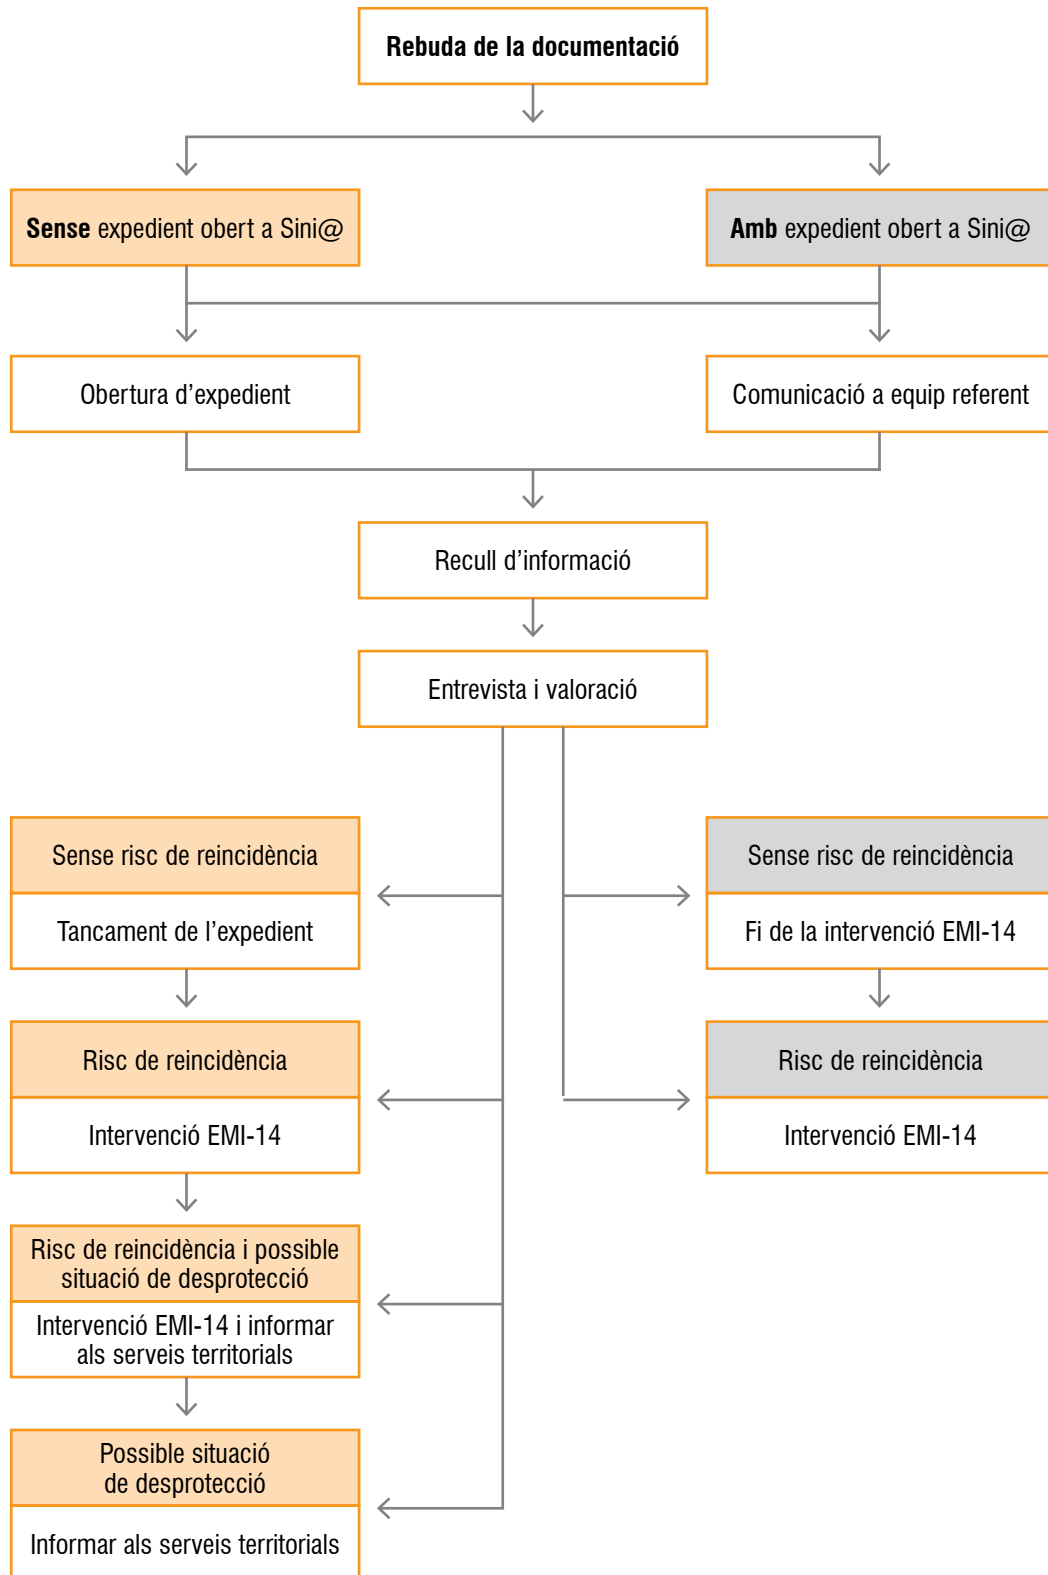 Rebuda de la documentació
Sense expedient obert a Sini@
Amb expedient obert a Sini@
Obertura d’expedient
Comunicació a equip referent
Recull d’informació
Entrevista i valoració
Sense risc de reincidència
Tancament de l’expedient
Sense risc de reincidència
Fi de la intervenció EMI-14
Risc de reincidència
Intervenció EMI-14
Risc de reincidència
Intervenció EMI-14
Risc de reincidència i possible
situació de desprotecció
Intervenció EMI-14 i informar
als serveis territorials
Possible situació
de desprotecció
Informar als serveis territorials